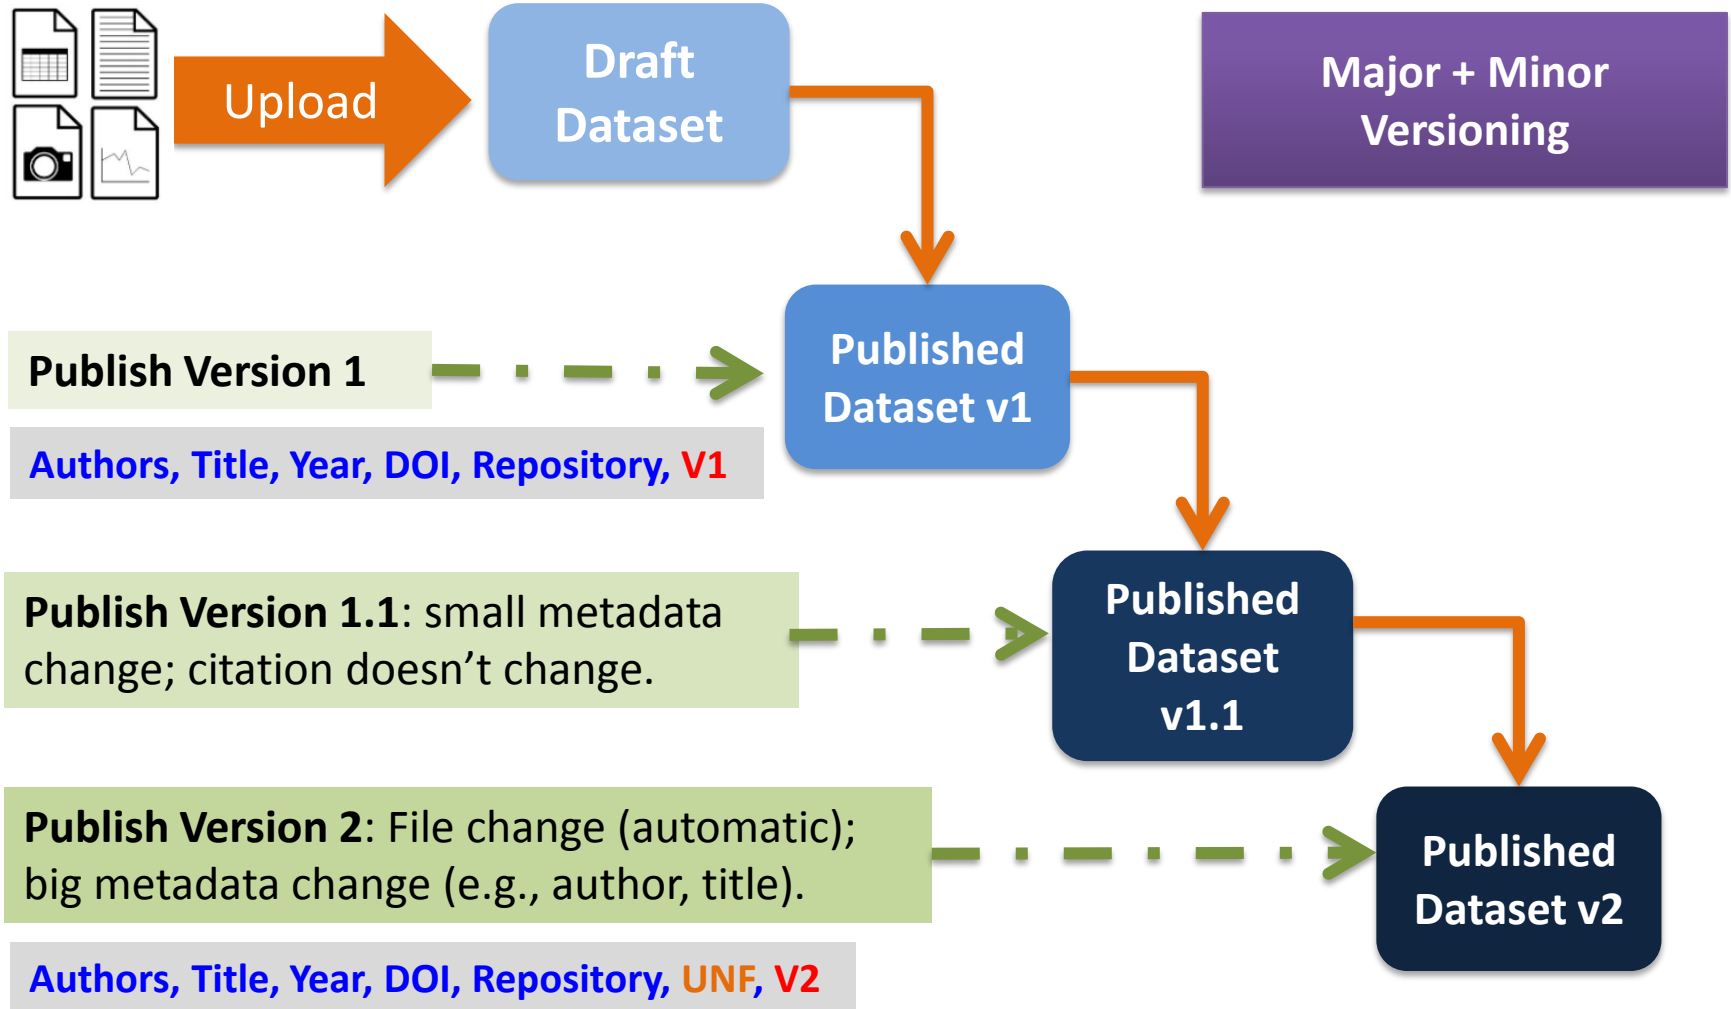 Upload
Draft
Dataset
Major + Minor
Versioning
Publish Version 1
Published
Dataset v1
Authors, Title, Year, DOI, Repository, V1
Publish Version 1.1: small metadata
change; citation doesn’t change.
Published
Dataset
v1.1
Publish Version 2: File change (automatic);
big metadata change (e.g., author, title).
Published
Dataset v2
Authors, Title, Year, DOI, Repository, UNF, V2